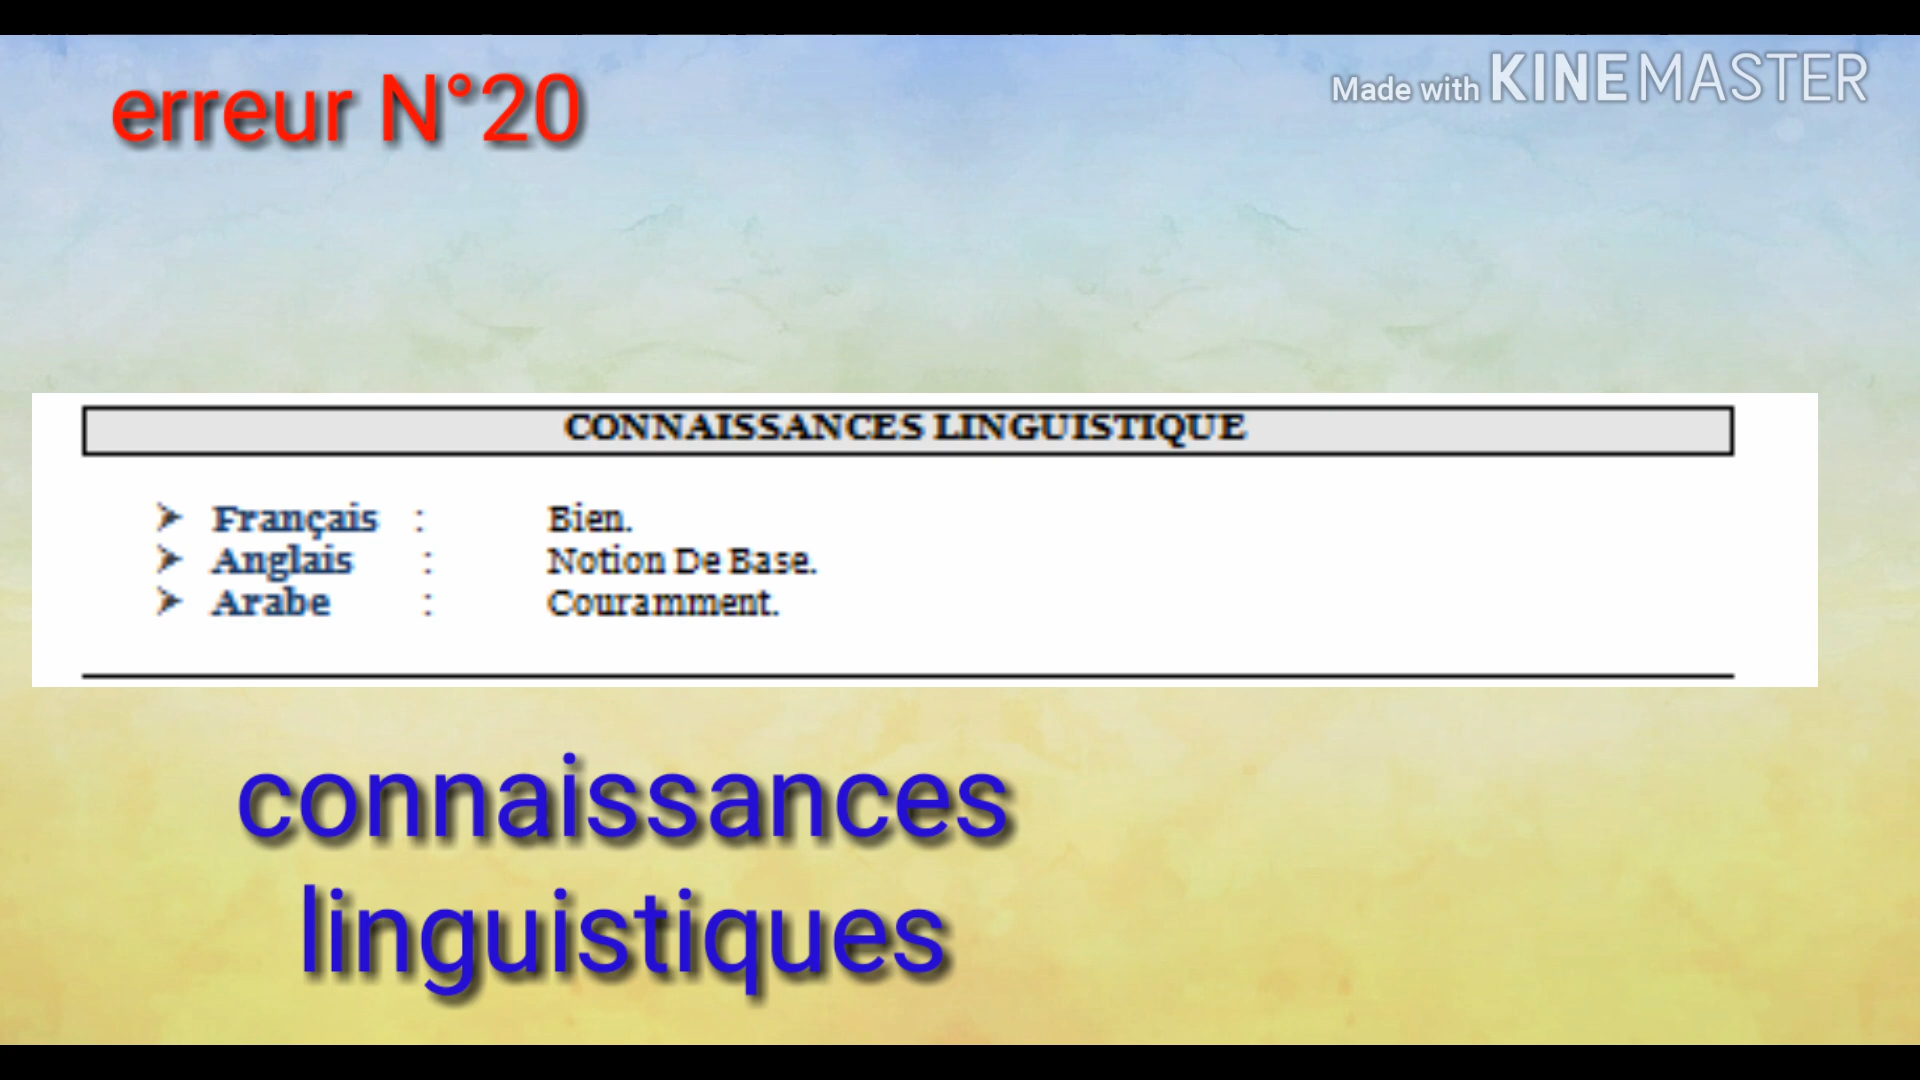 erreur N°20
Made with KINEMASTER
CONNAISSANCES LINGUISTIQUE
➤ Français : Bien.
➤ Anglais : Notion De Base.
➤ Arabe : Couramment.
connaissances
linguistiques